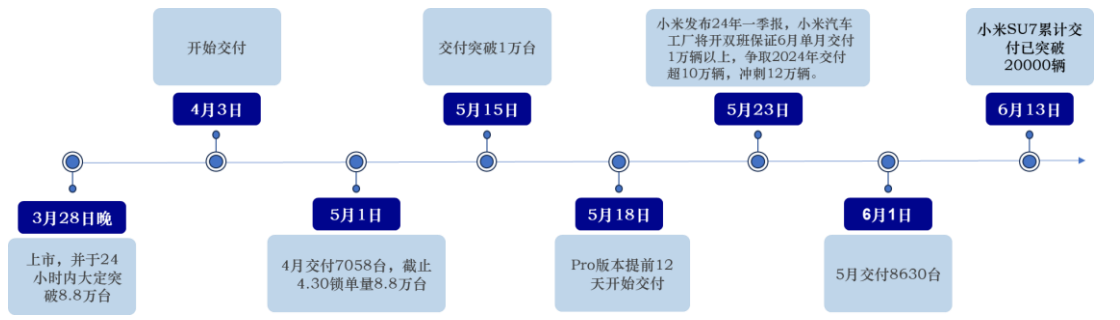 开始交付
4月3日
交付突破1万台
5月15日
小米发布24年一季报，小米汽车
工厂将开双班保证6月单月交付
1万辆以上，争取2024年交付
超10万辆，冲刺12万辆。
5月23日
小米SU7累计交
付已突破
20000辆
6月13日
3月28日晚
上市，并于24
小时内大定突
破8.8万台
5月1日
4月交付7058台，截止
4.30锁单量8.8万台
5月18日
Pro版本提前12
天开始交付
6月1日
5月交付8630台